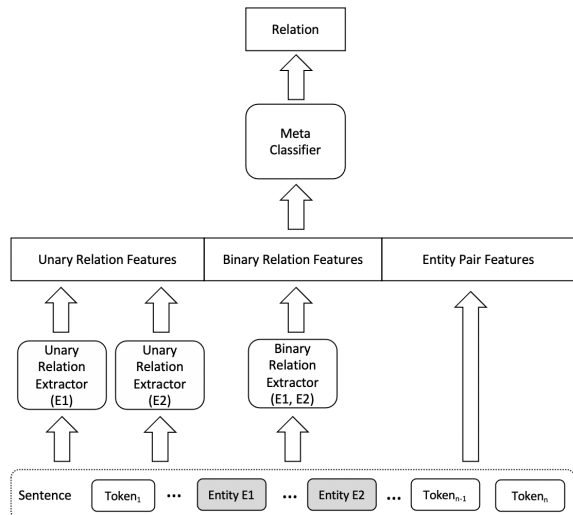 Relation
Meta
Classifier
Unary Relation Features
Binary Relation Features
Entity Pair Features
Unary
Relation
Extractor
(E1)
Unary
Relation
Extractor
(E2)
Binary
Relation
Extractor
(E1, E2)
Sentence Token₁ ... Entity E1 ... Entity E2 ... Tokenₙ₋₁ Tokenₙ